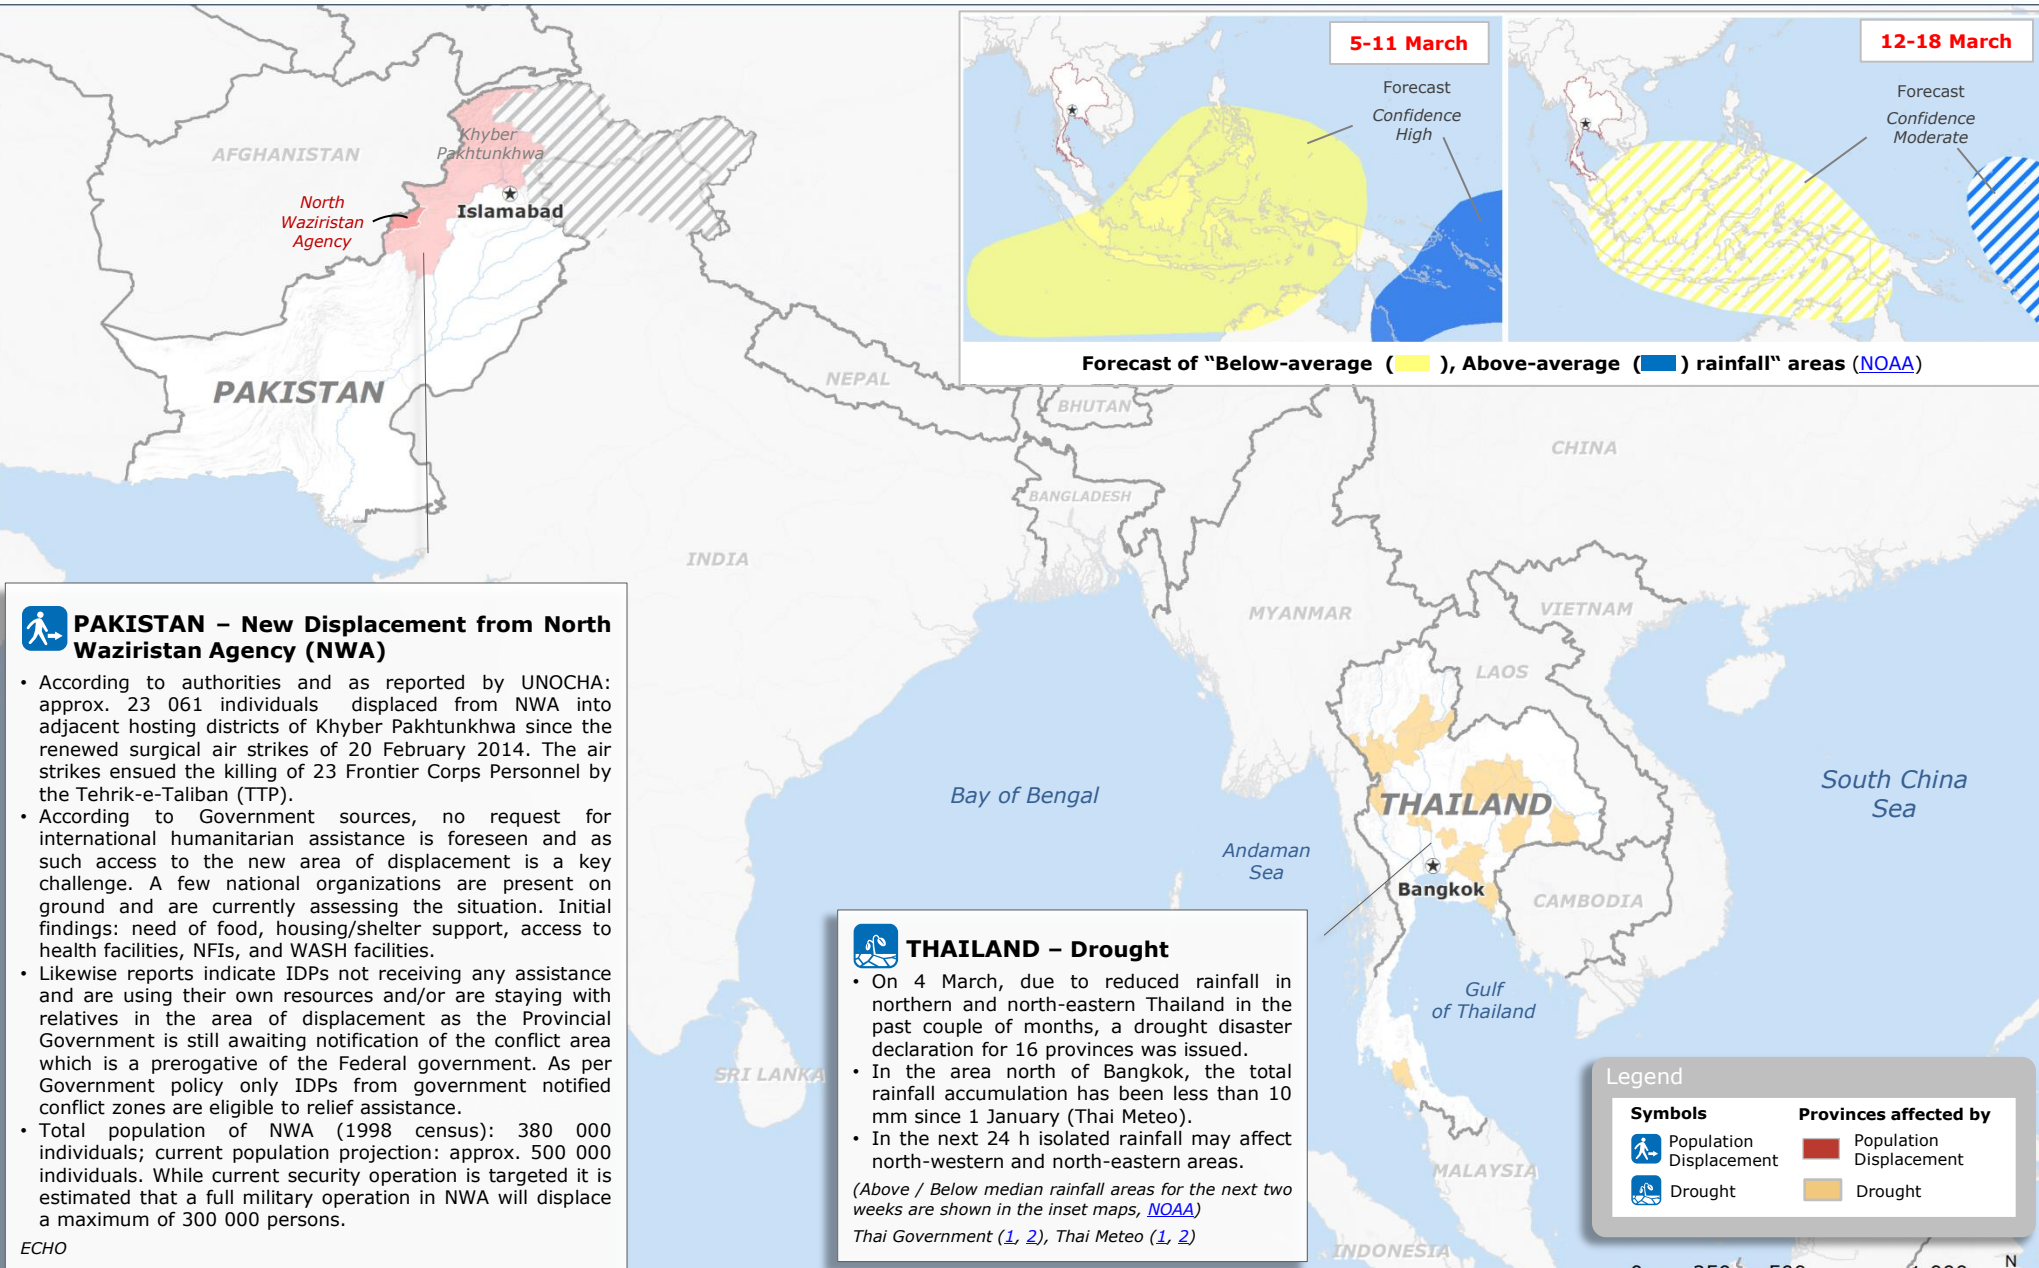 5-11 March
Forecast
Confidence
High
12-18 March
Forecast
Confidence
Moderate
Forecast of “Below-average ( ), Above-average ( ) rainfall“ areas (NOAA)
AFGHANISTAN
Khyber
Pakhtunkhwa
North
Waziristan
Agency
Islamabad
PAKISTAN
NEPAL
BHUTAN
CHINA
BANGLADESH
INDIA
MYANMAR
VIETNAM
LAOS
Bay of Bengal
THAILAND
South China
Sea
Andaman
Sea
Bangkok
CAMBODIA
Gulf
of Thailand
SRI LANKA
MALAYSIA
INDONESIA
PAKISTAN – New Displacement from North
Waziristan Agency (NWA)
• According to authorities and as reported by UNOCHA:
approx. 23 061 individuals displaced from NWA into
adjacent hosting districts of Khyber Pakhtunkhwa since the
renewed surgical air strikes of 20 February 2014. The air
strikes ensued the killing of 23 Frontier Corps Personnel by
the Tehrik-e-Taliban (TTP).
• According to Government sources, no request for
international humanitarian assistance is foreseen and as
such access to the new area of displacement is a key
challenge. A few national organizations are present on
ground and are currently assessing the situation. Initial
findings: need of food, housing/shelter support, access to
health facilities, NFIs, and WASH facilities.
• Likewise reports indicate IDPs not receiving any assistance
and are using their own resources and/or are staying with
relatives in the area of displacement as the Provincial
Government is still awaiting notification of the conflict area
which is a prerogative of the Federal government. As per
Government policy only IDPs from government notified
conflict zones are eligible to relief assistance.
• Total population of NWA (1998 census): 380 000
individuals; current population projection: approx. 500 000
individuals. While current security operation is targeted it is
estimated that a full military operation in NWA will displace
a maximum of 300 000 persons.
ECHO
THAILAND – Drought
• On 4 March, due to reduced rainfall in
northern and north-eastern Thailand in the
past couple of months, a drought disaster
declaration for 16 provinces was issued.
• In the area north of Bangkok, the total
rainfall accumulation has been less than 10
mm since 1 January (Thai Meteo).
• In the next 24 h isolated rainfall may affect
north-western and north-eastern areas.
(Above / Below median rainfall areas for the next two
weeks are shown in the inset maps, NOAA)
Thai Government (1, 2), Thai Meteo (1, 2)
Legend
Symbols
Population
Displacement
Drought
Provinces affected by
Population
Displacement
Drought
N